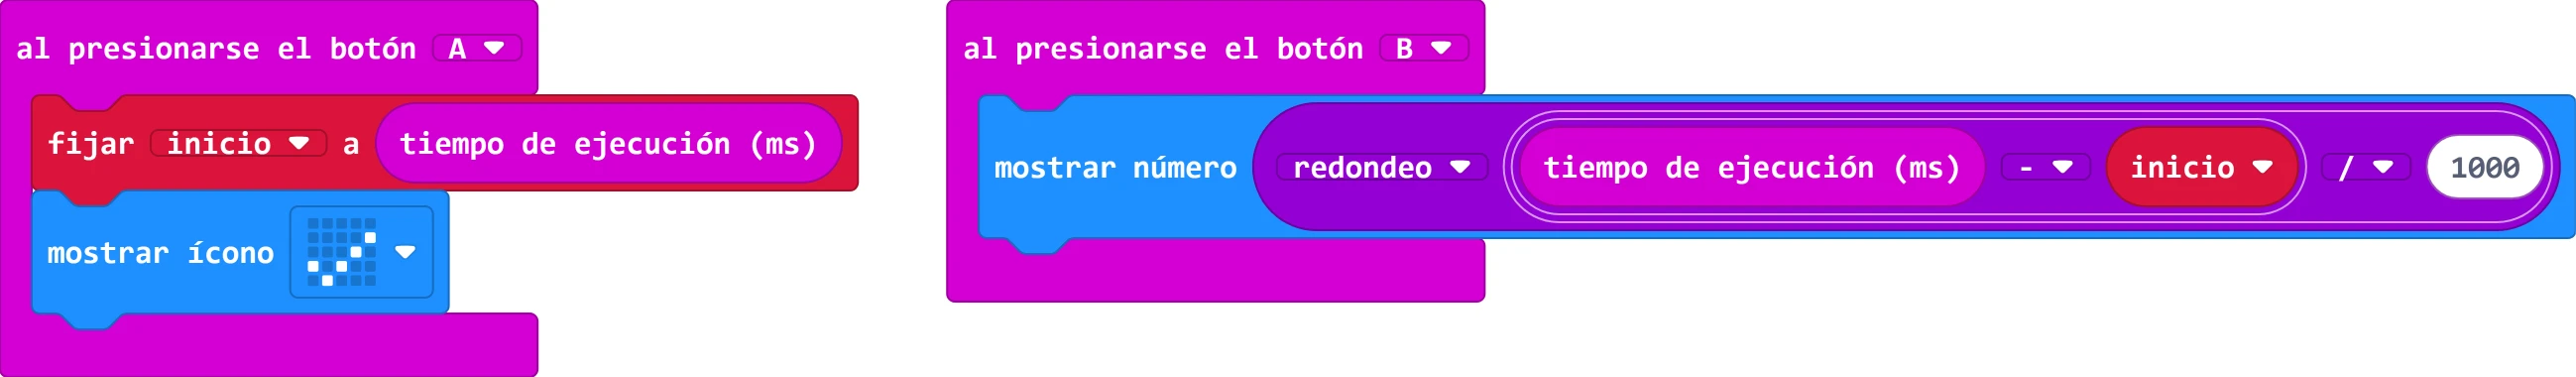 al presionarse el botón A
fijar inicio a tiempo de ejecución (ms)
mostrar ícono
al presionarse el botón B
mostrar número redondeo tiempo de ejecución (ms) - inicio / 1000